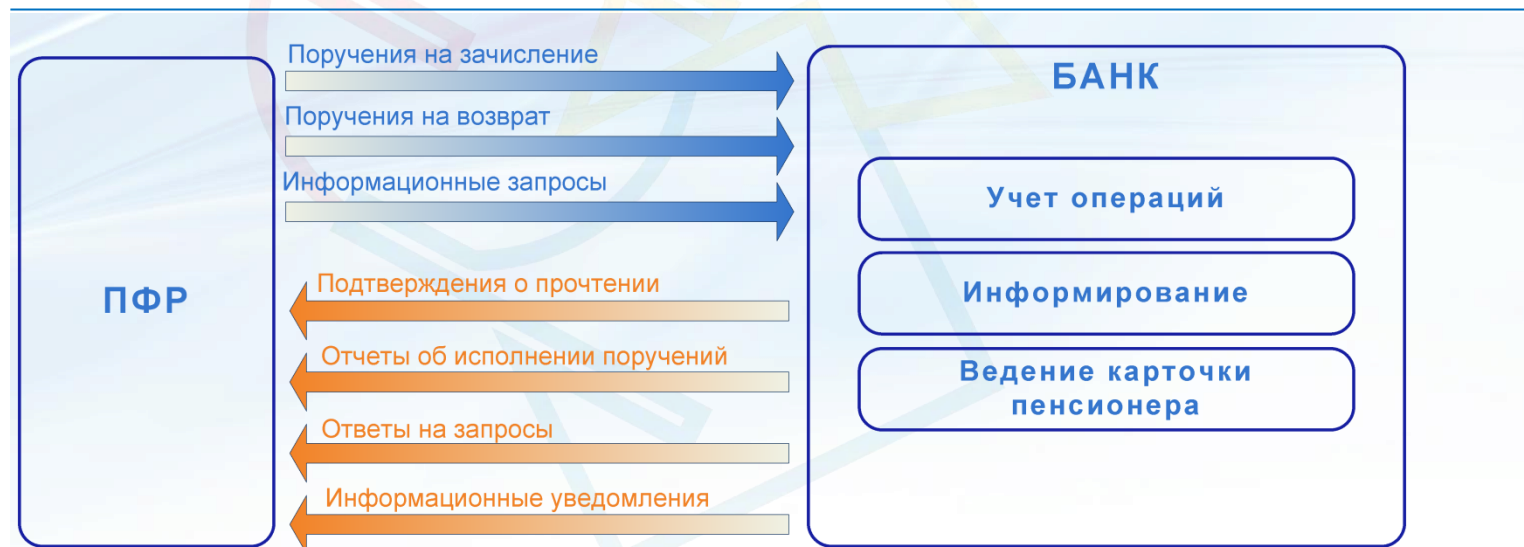 ПФР
Поручения на зачисление
Поручения на возврат
Информационные запросы
Подтверждения о прочтении
Отчеты об исполнении поручений
Ответы на запросы
Информационные уведомления
БАНК
Учет операций
Информирование
Ведение карточки
пенсионера